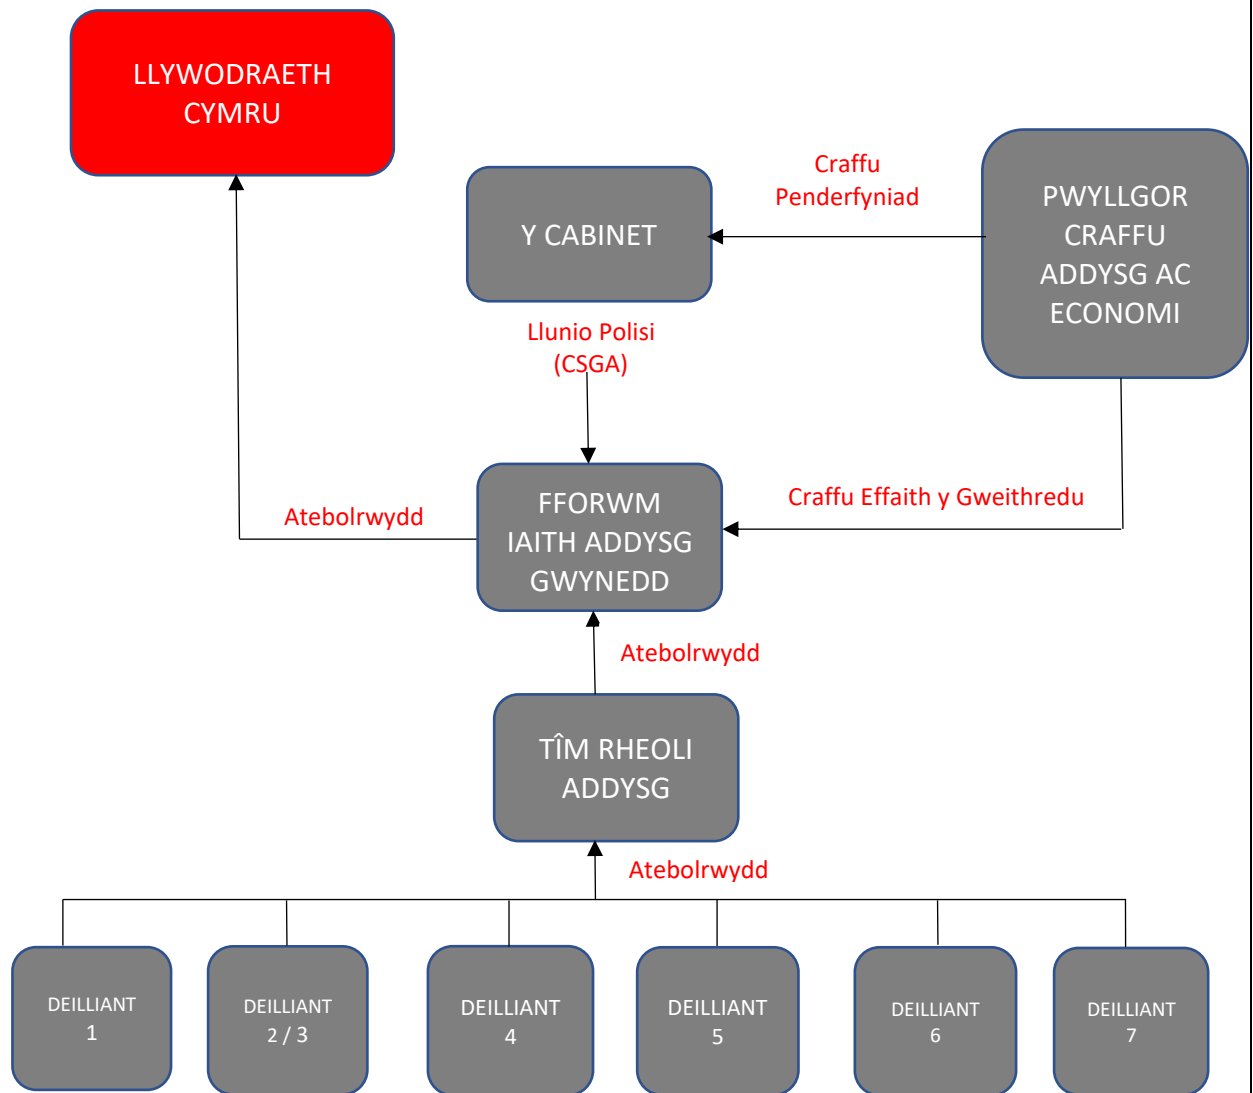 LLYWODRAETH
CYMRU
Craffu
Penderfyniad
Y CABINET
PWYLLGOR
CRAFFU
ADDYSG AC
ECONOMI
Llunio Polisi
(CSGA)
Atebolrwydd
FFORWM
IAITH ADDYSG
GWYNEDD
Craffu Effaith y Gweithredu
Atebolrwydd
TÎM RHEOLI
ADDYSG
Atebolrwydd
DEILLIANT
1
DEILLIANT
2 / 3
DEILLIANT
4
DEILLIANT
5
DEILLIANT
6
DEILLIANT
7